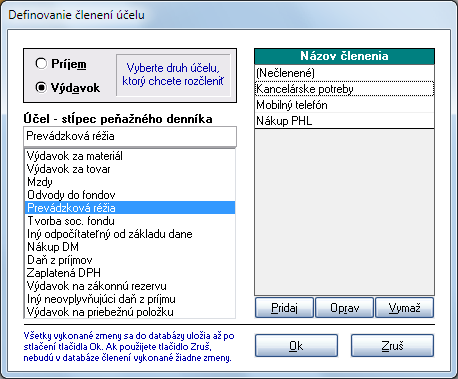 Definovanie členení účelu
Príjem
Výdavok
Vyberte druh účelu,
ktorý chcete rozčleniť
Účel - stĺpec peňažného denníka
Prevádzková réžia
Výdavok za materiál
Výdavok za tovar
Mzdy
Odvody do fondov
Prevádzková réžia
Tvorba soc. fondu
Iný odpočítateľný od základu dane
Nákup DM
Daň z príjmov
Zaplatená DPH
Výdavok na zákonnú rezervu
Iný neovplyvňujúci daň z príjmu
Výdavok na priebežnú položku
Názov členenia
(Nečlenené)
Kancelárske potreby
Mobilný telefón
Nákup PHL
Pridaj
Oprav
Vymaž
Všetky vykonané zmeny sa do databázy uložia až po
stlačení tlačidla Ok. Ak použijete tlačidlo Zruš,
nebudú v databáze členení vykonané žiadne zmeny.
Ok
Zruš